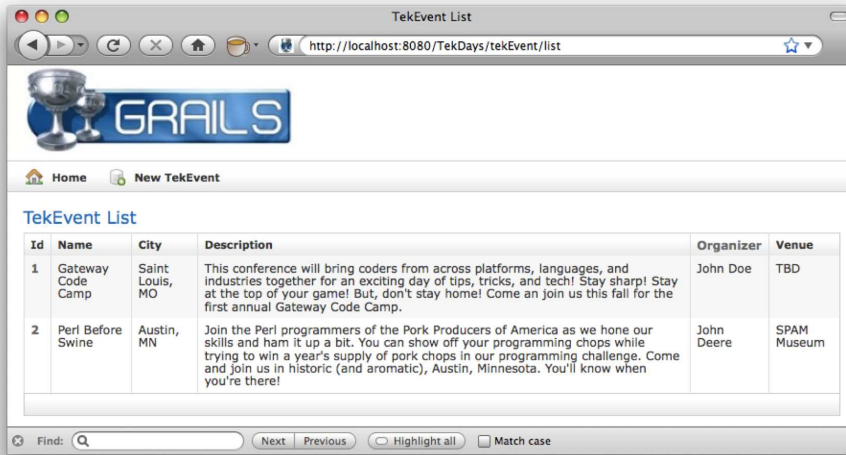 TekEvent List
http://localhost:8080/TekDays/tekEvent/list
GRAILS
Home New TekEvent
TekEvent List
Id Name City Description Organizer Venue
1 Gateway Code Camp Saint Louis, MO This conference will bring coders from across platforms, languages, and industries together for an exciting day of tips, tricks, and tech! Stay sharp! Stay at the top of your game! But, don't stay home! Come an join us this fall for the first annual Gateway Code Camp. John Doe TBD
2 Perl Before Swine Austin, MN Join the Perl programmers of the Pork Producers of America as we hone our skills and ham it up a bit. You can show off your programming chops while trying to win a year's supply of pork chops in our programming challenge. Come and join us in historic (and aromatic), Austin, Minnesota. You'll know when you're there! John Deere SPAM Museum
Find: Next Previous Highlight all Match case